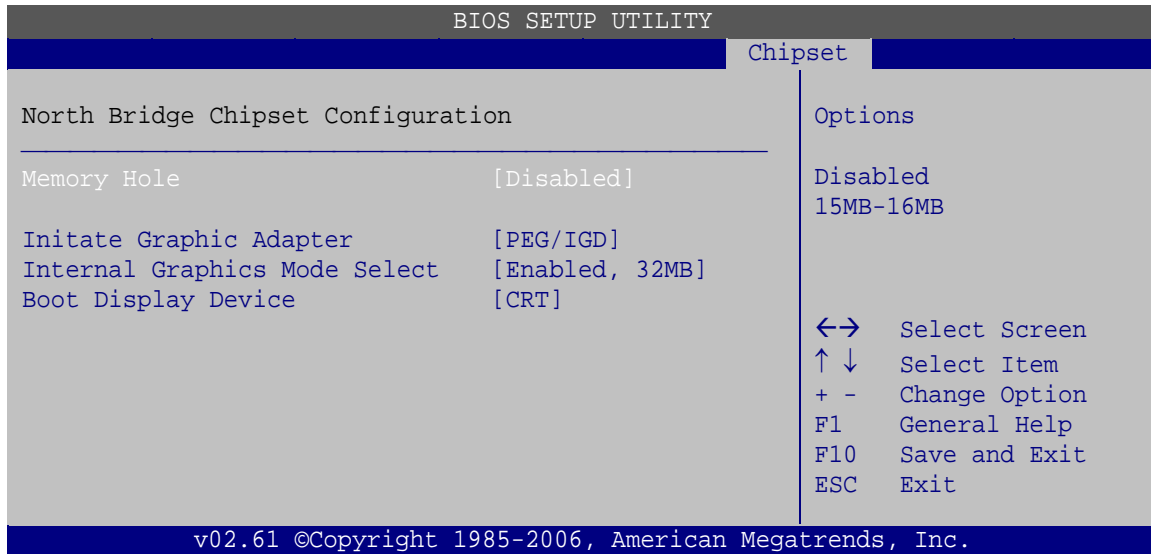 BIOS SETUP UTILITY
Chipset
North Bridge Chipset Configuration
Memory Hole [Disabled]
Initate Graphic Adapter [PEG/IGD]
Internal Graphics Mode Select [Enabled, 32MB]
Boot Display Device [CRT]
Options
Disabled
15MB-16MB
←→ Select Screen
↑ ↓ Select Item
+ - Change Option
F1 General Help
F10 Save and Exit
ESC Exit
v02.61 ©Copyright 1985-2006, American Megatrends, Inc.